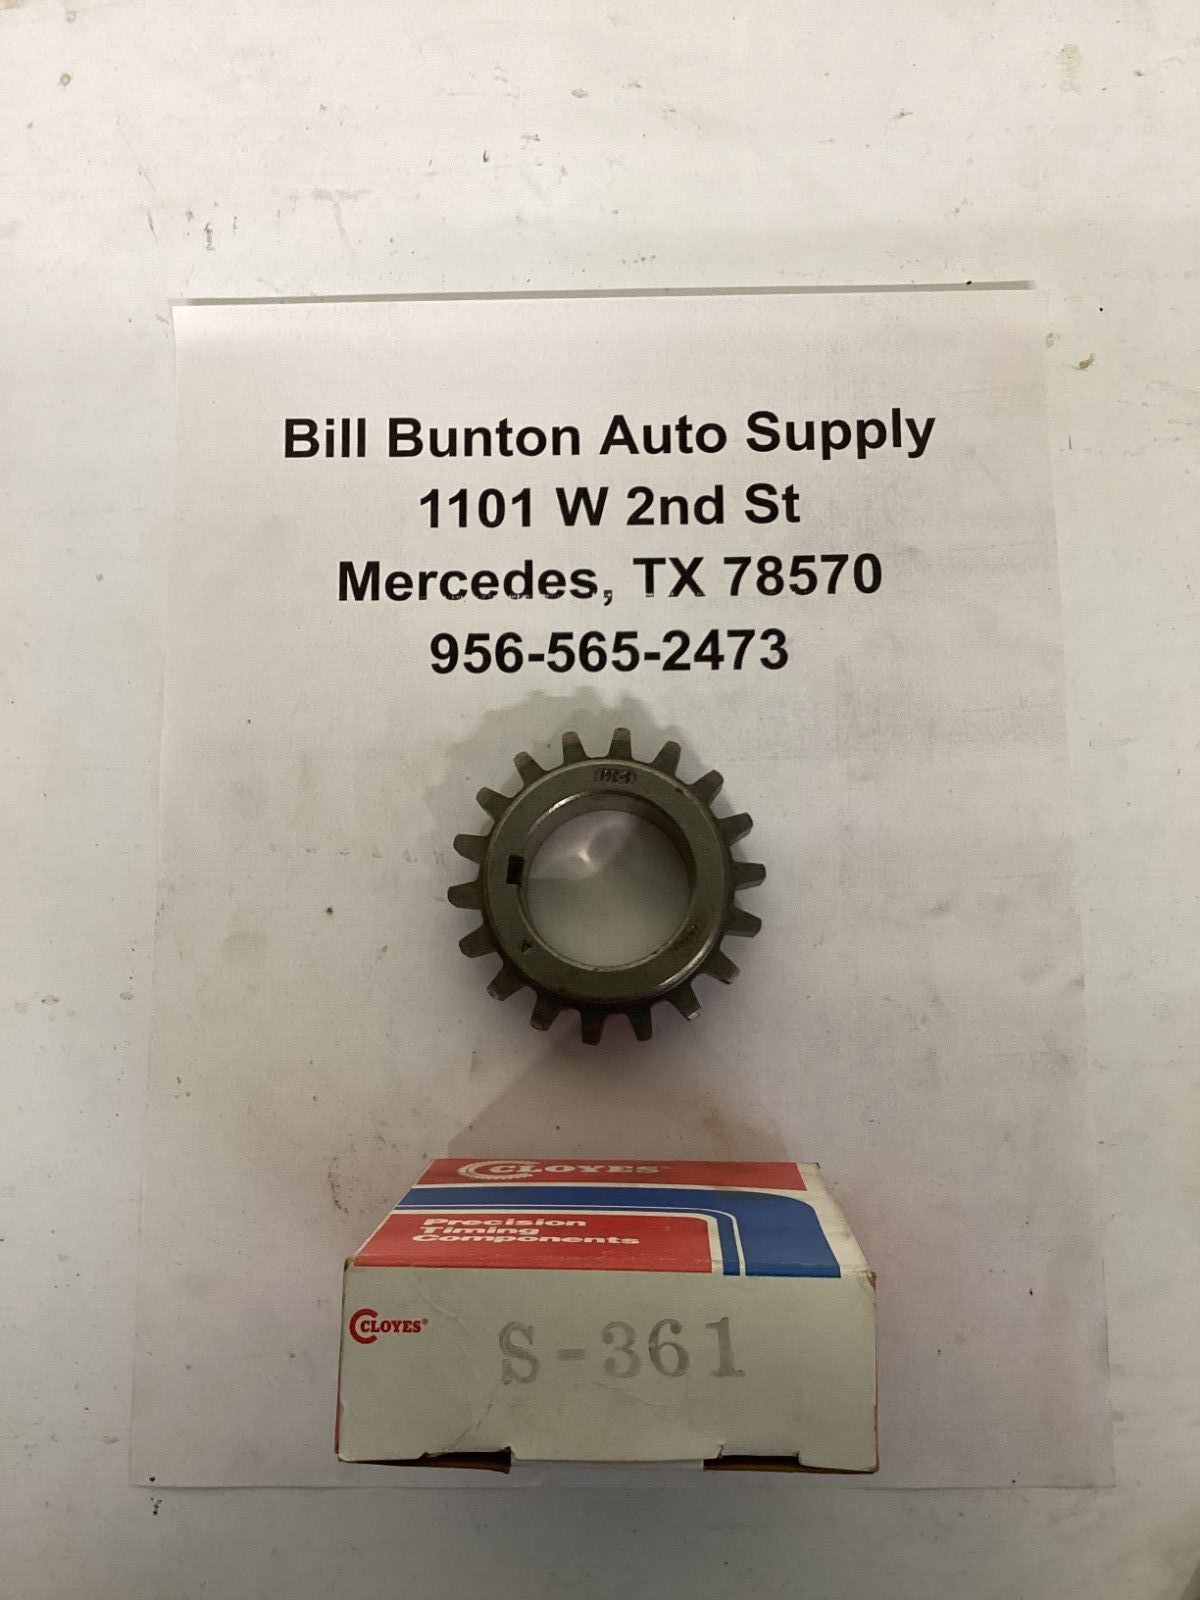 Bill Bunton Auto Supply
1101 W 2nd St
Mercedes, TX 78570
956-565-2473
CLOYES
Precision
Timing
Components
CLOYES®
S-361